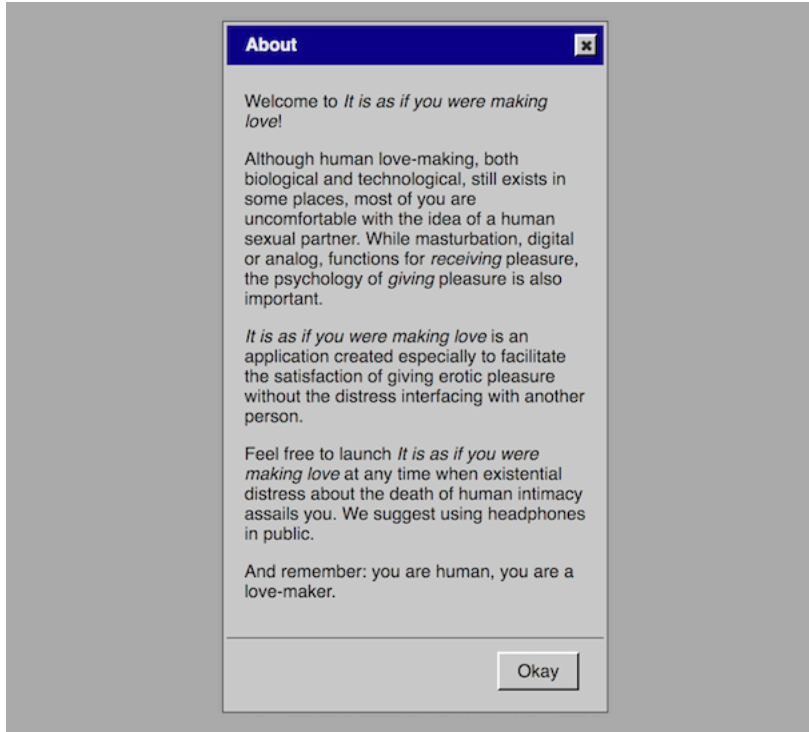 About
Welcome to It is as if you were making
love!
Although human love-making, both
biological and technological, still exists in
some places, most of you are
uncomfortable with the idea of a human
sexual partner. While masturbation, digital
or analog, functions for receiving pleasure,
the psychology of giving pleasure is also
important.
It is as if you were making love is an
application created especially to facilitate
the satisfaction of giving erotic pleasure
without the distress interfacing with another
person.
Feel free to launch It is as if you were
making love at any time when existential
distress about the death of human intimacy
assails you. We suggest using headphones
in public.
And remember: you are human, you are a
love-maker.
Okay